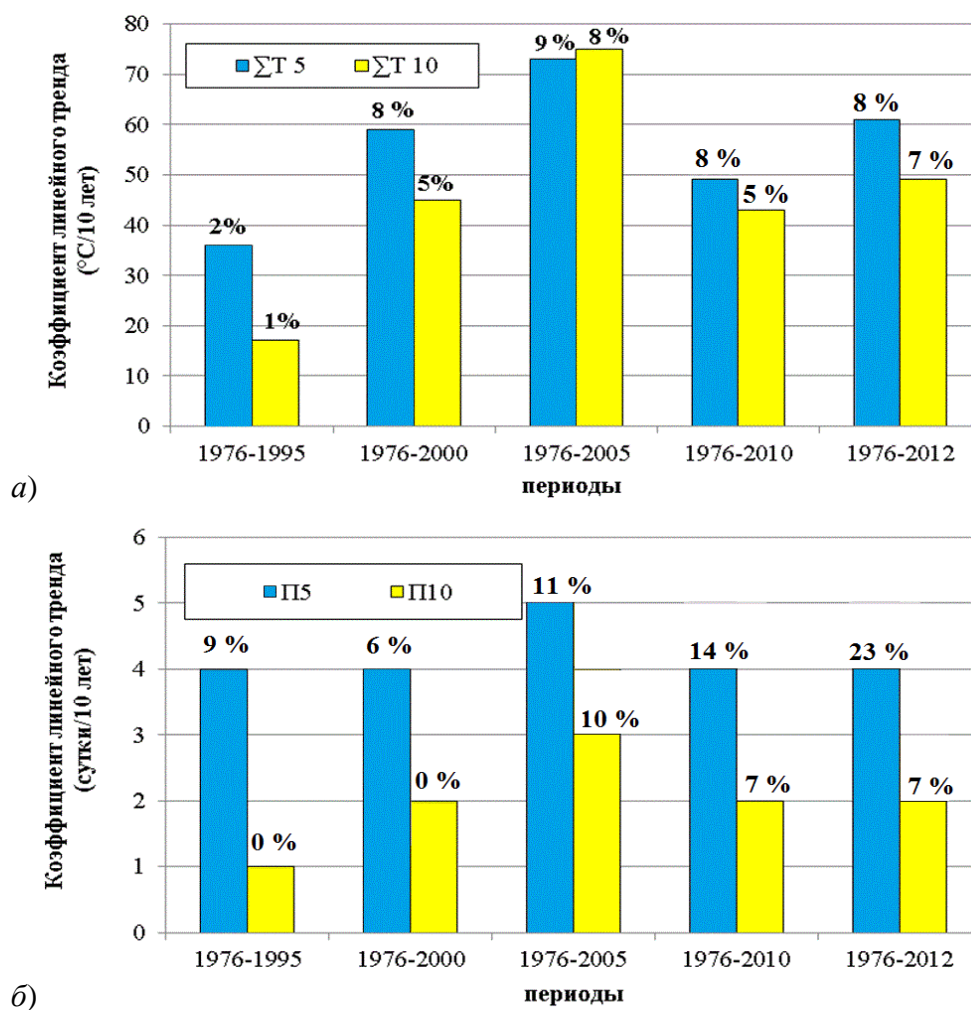 80
70
60
50
40
30
20
10
0
Коэффициент линейного тренда
(°С/10 лет)
∑Т 5 ∑Т 10
2% 1%
8 % 5%
9 % 8%
8 % 5 %
8 % 7 %
1976-1995 1976-2000 1976-2005 1976-2010 1976-2012
периоды
а)
6
5
4
3
2
1
0
Коэффициент линейного тренда
(сутки/10 лет)
П5 П10
9 % 0 %
6 % 0 %
11 % 10 %
14 % 7 %
23 % 7 %
1976-1995 1976-2000 1976-2005 1976-2010 1976-2012
периоды
б)